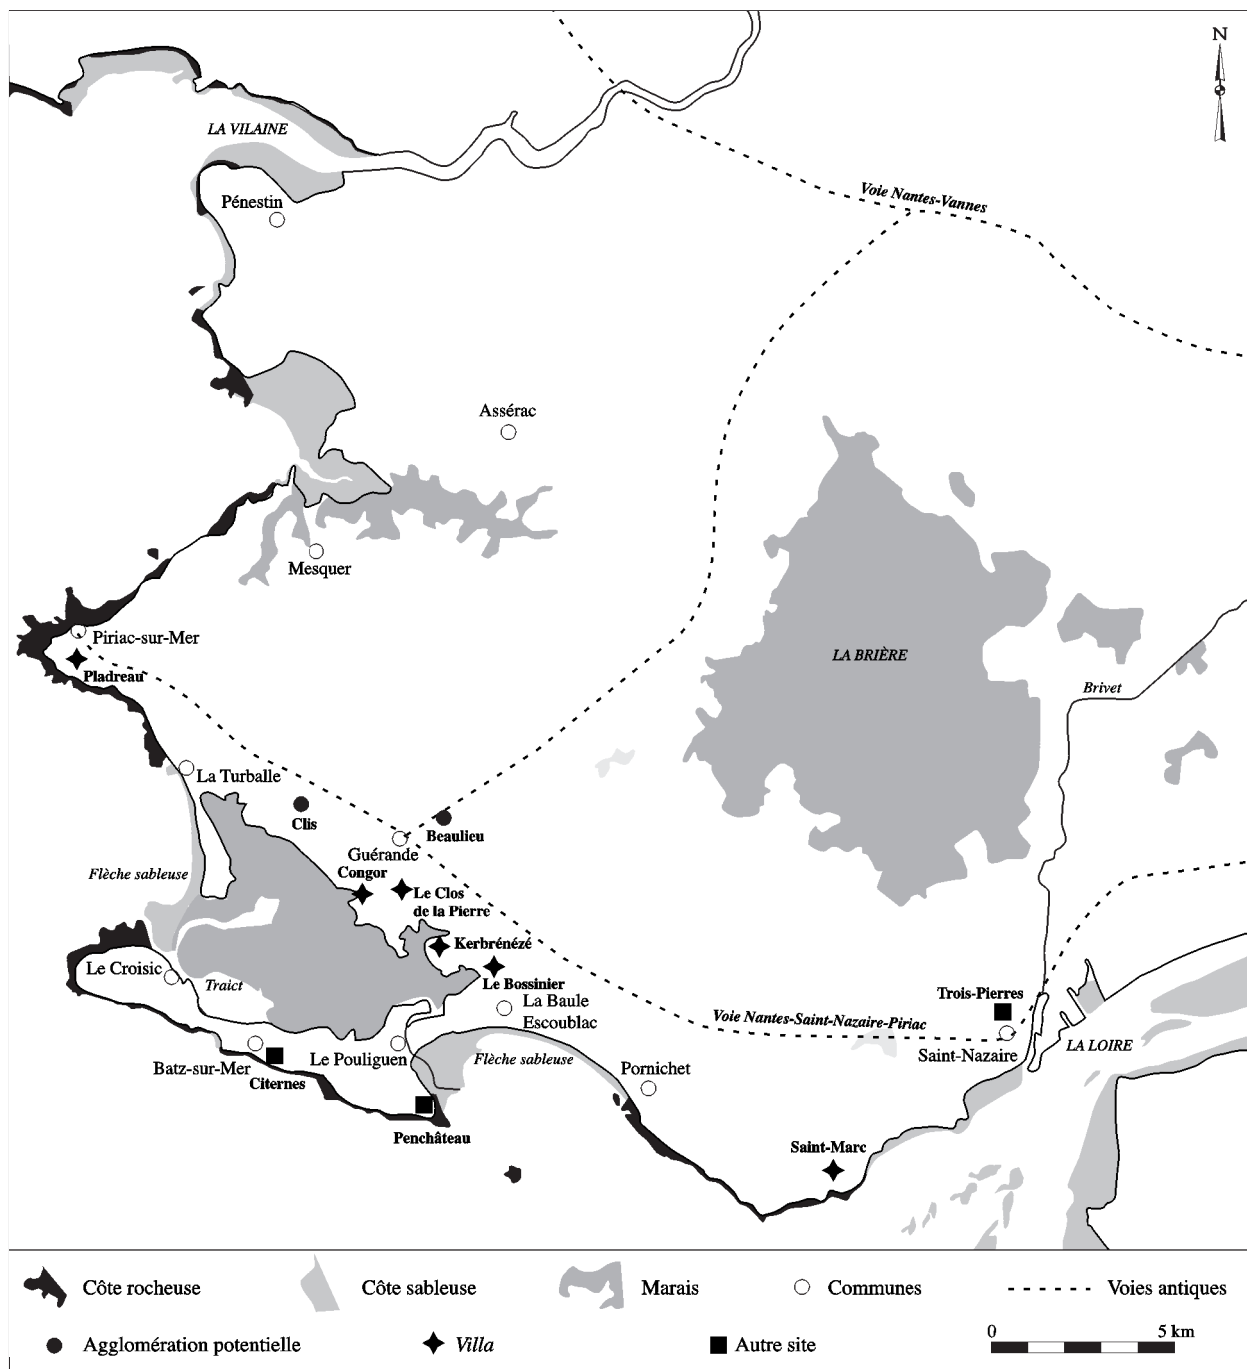 N
LA VILAINE
Pénestin
Voie Nantes-Vannes
Assérac
Mesquer
Piriac-sur-Mer
Pladreau
LA BRIÈRE
Brivet
La Turballe
Clis
Beaulieu
Guérande
Congor
Flèche sableuse
Le Clos
de la Pierre
Kerbrénézé
Le Croisic
Traict
Le Bossinier
La Baule
Escoublac
Trois-Pierres
Voie Nantes-Saint-Nazaire-Piriac
Saint-Nazaire
LA LOIRE
Batz-sur-Mer
Citernes
Le Pouliguen
Flèche sableuse
Pornichet
Penchâteau
Saint-Marc
Côte rocheuse
Côte sableuse
Marais
Communes
Voies antiques
Agglomération potentielle
Villa
Autre site
0 5 km